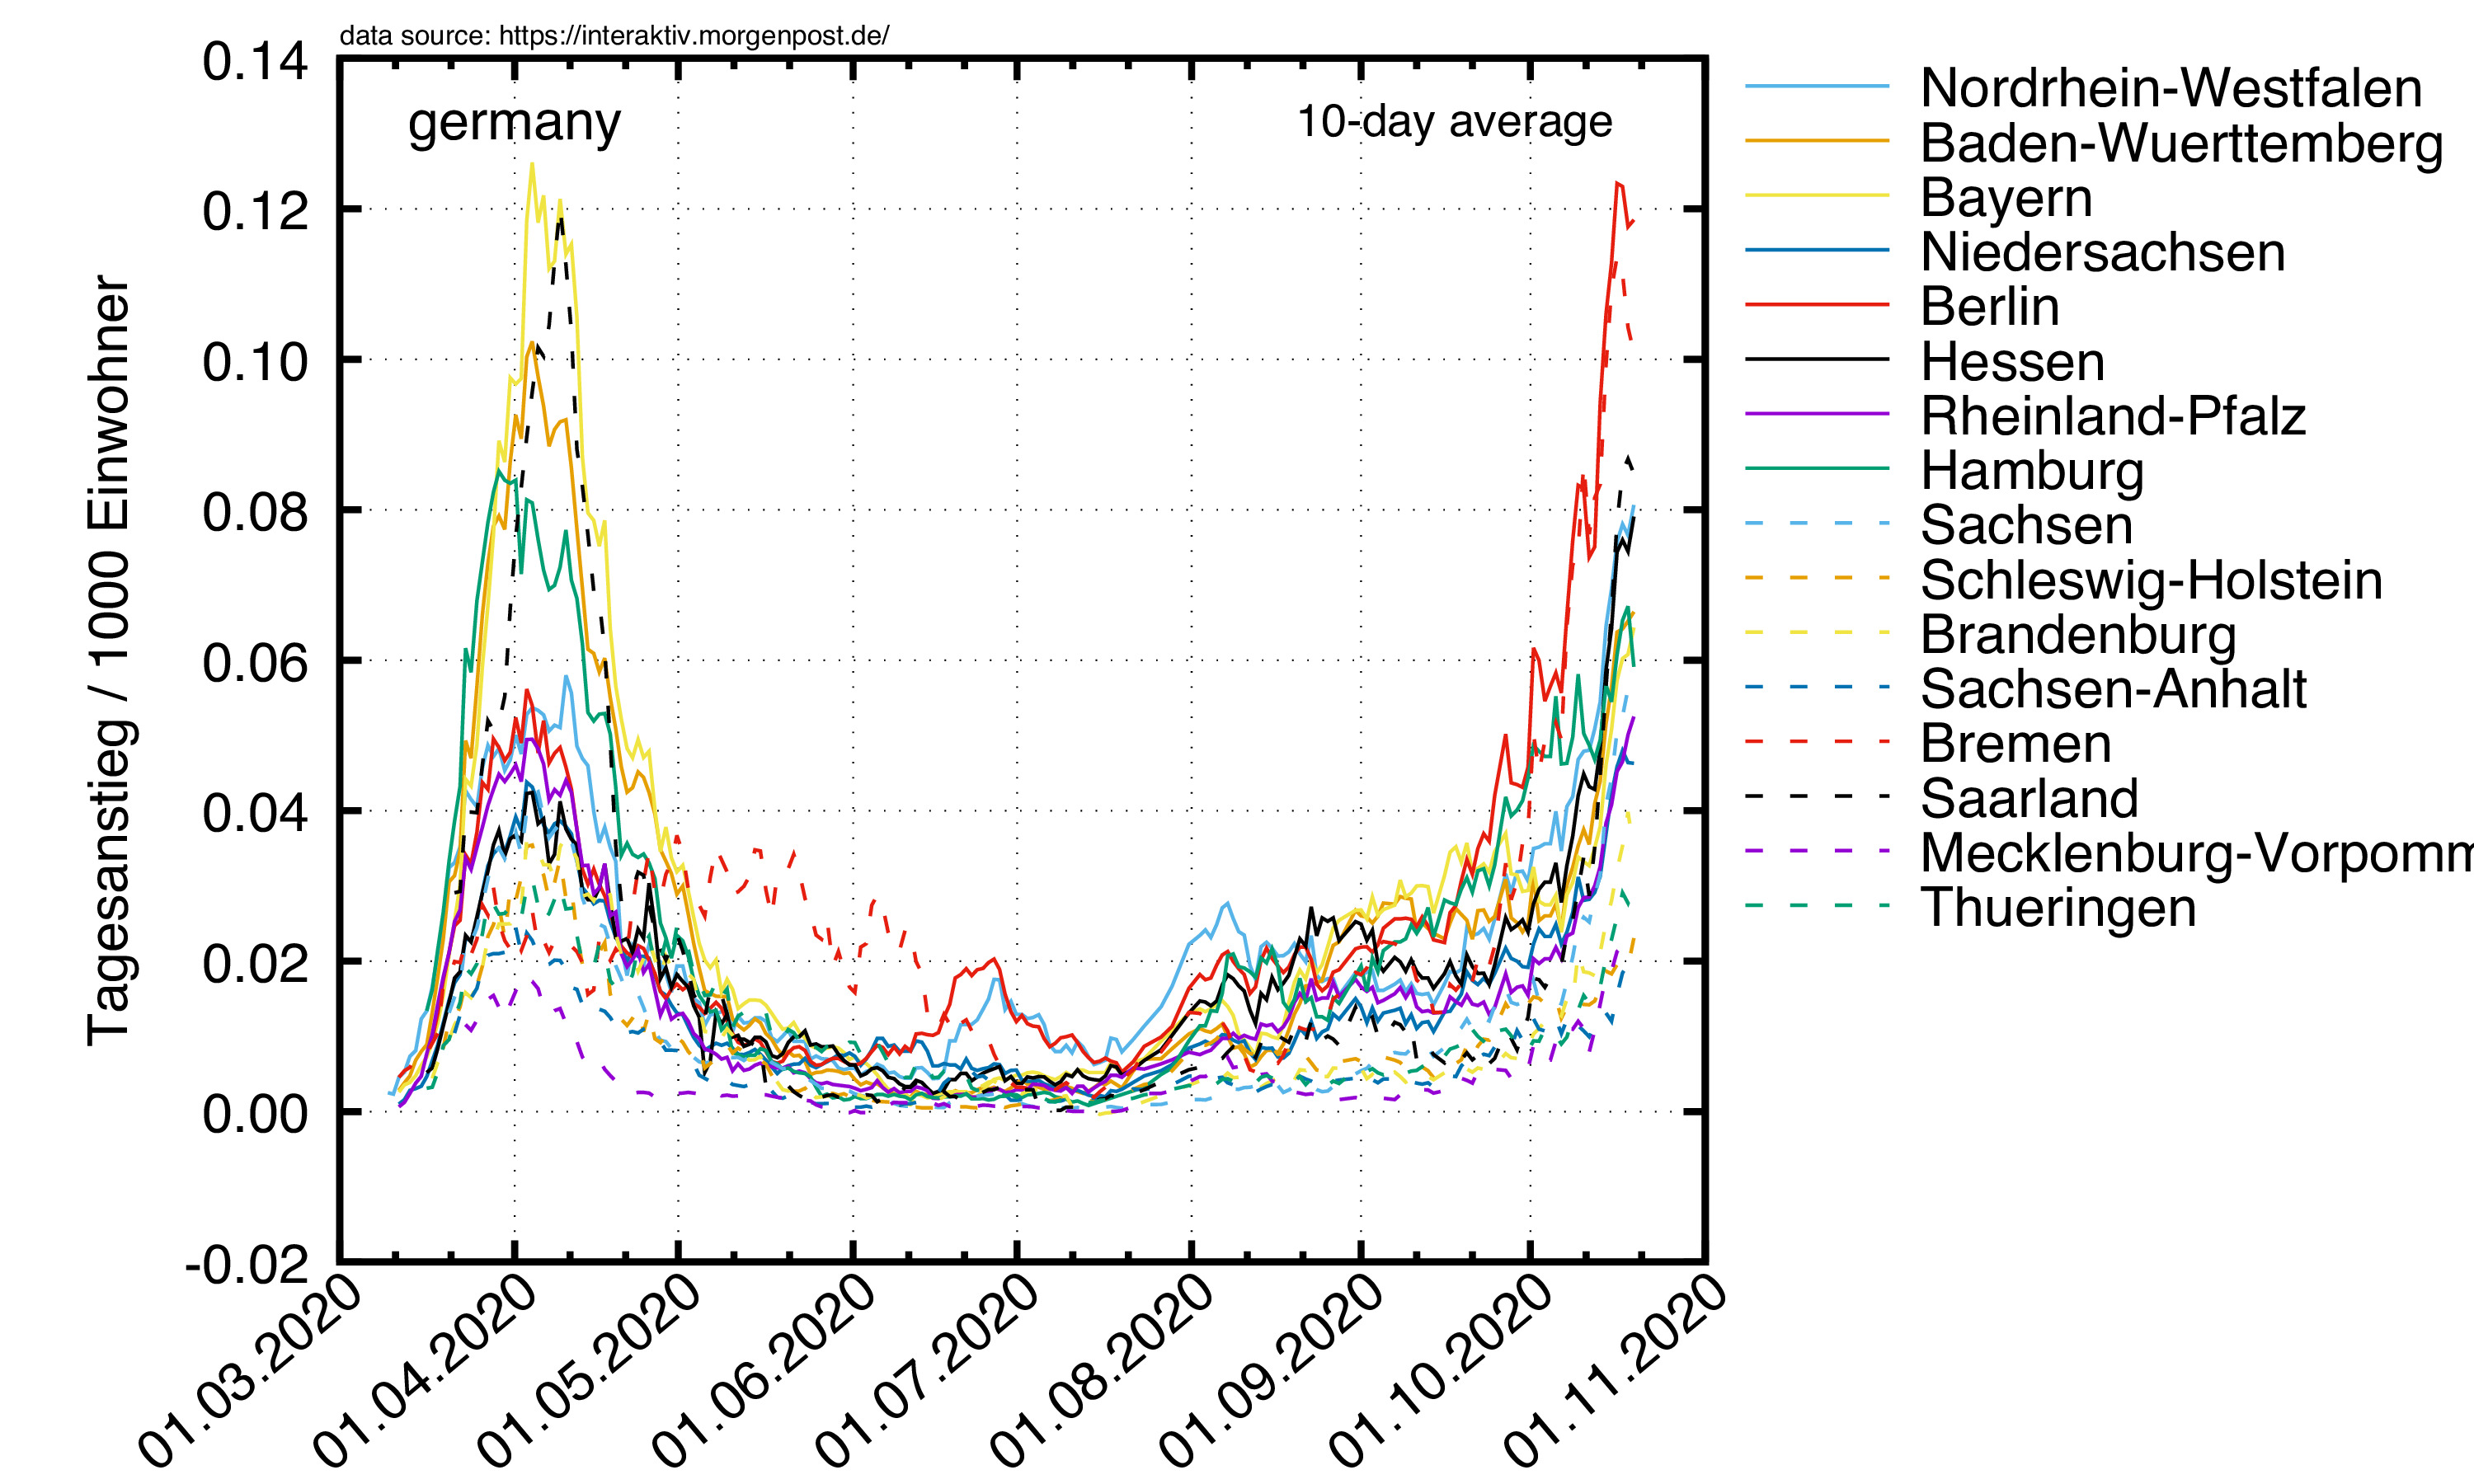 data source: https://interaktiv.morgenpost.de/
germany
10-day average
Tagesanstieg / 1000 Einwohner
0.14
0.12
0.10
0.08
0.06
0.04
0.02
0.00
-0.02
01.03.2020
01.04.2020
01.05.2020
01.06.2020
01.07.2020
01.08.2020
01.09.2020
01.10.2020
01.11.2020
Nordrhein-Westfalen
Baden-Wuerttemberg
Bayern
Niedersachsen
Berlin
Hessen
Rheinland-Pfalz
Hamburg
Sachsen
Schleswig-Holstein
Brandenburg
Sachsen-Anhalt
Bremen
Saarland
Mecklenburg-Vorpomm
Thueringen